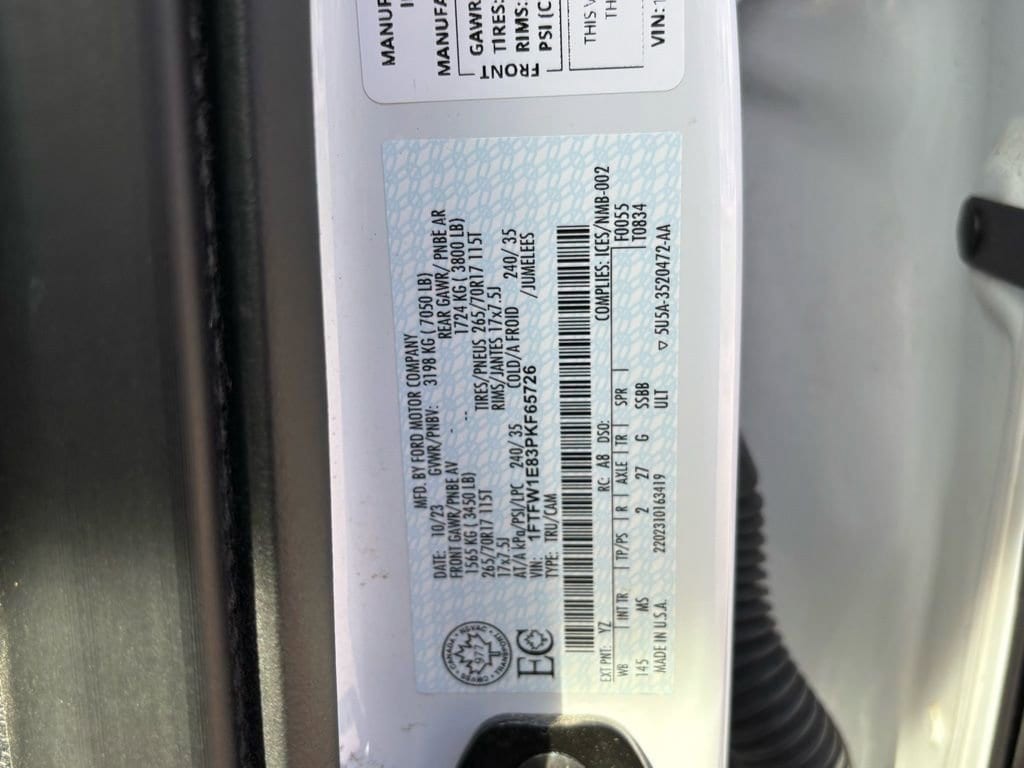 MANUFA
GAWR
TIRES:
RIMS:
PSI (C
FRONT
THIS V
TH
VIN: 1
MFD. BY FORD MOTOR COMPANY
DATE: 10/23 GVWR/PNBV: 3198 KG ( 7050 LB)
FRONT GAWR/PNBE AV REAR GAWR/ PNBE AR
1565 KG ( 3450 LB) 1724 KG ( 3800 LB)
265/70R17 115T TIRES/PNEUS 265/70R17 115T
17x7.5J RIMS/JANTES 17x7.5J
AT/A kPa/PSI/LPC 240/ 35 COLD/A FROID 240/ 35
VIN: 1FTFW1E83PKF65726 /JUMELEES
TYPE: TRU/CAM
CANADA
977
T
EC
COMPLIES: ICES/NMB-002
EXT PNT: YZ RC: A8 DSO: F0055
WB INT TR TP/PS R AXLE TR SPR T0834
145 MS 2 27 G SSBB
MADE IN U.S.A. 2202310163419 ULT ▽ 5U5A-3520472-AA